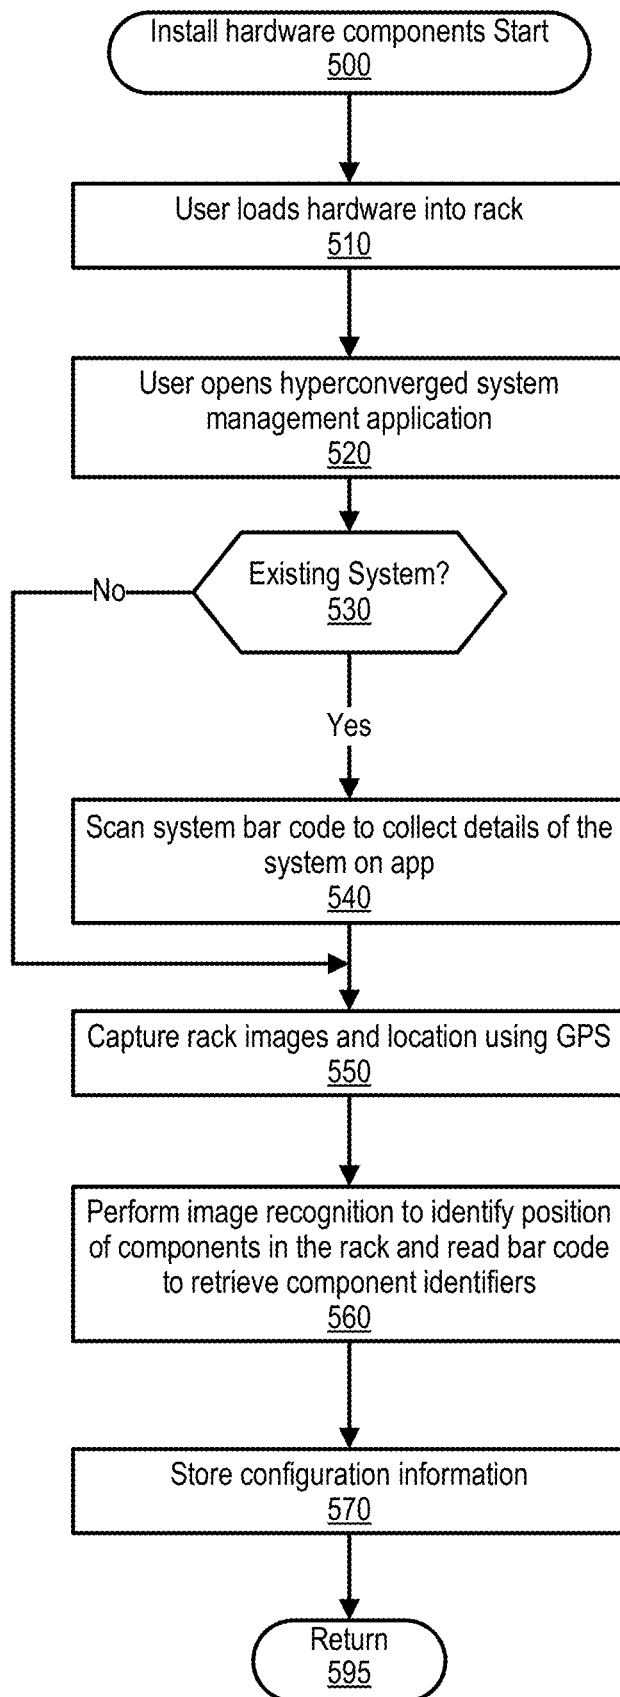 Install hardware components Start
500
User loads hardware into rack
510
User opens hyperconverged system
management application
520
Existing System?
530
No
Yes
Scan system bar code to collect details of the
system on app
540
Capture rack images and location using GPS
550
Perform image recognition to identify position
of components in the rack and read bar code
to retrieve component identifiers
560
Store configuration information
570
Return
595